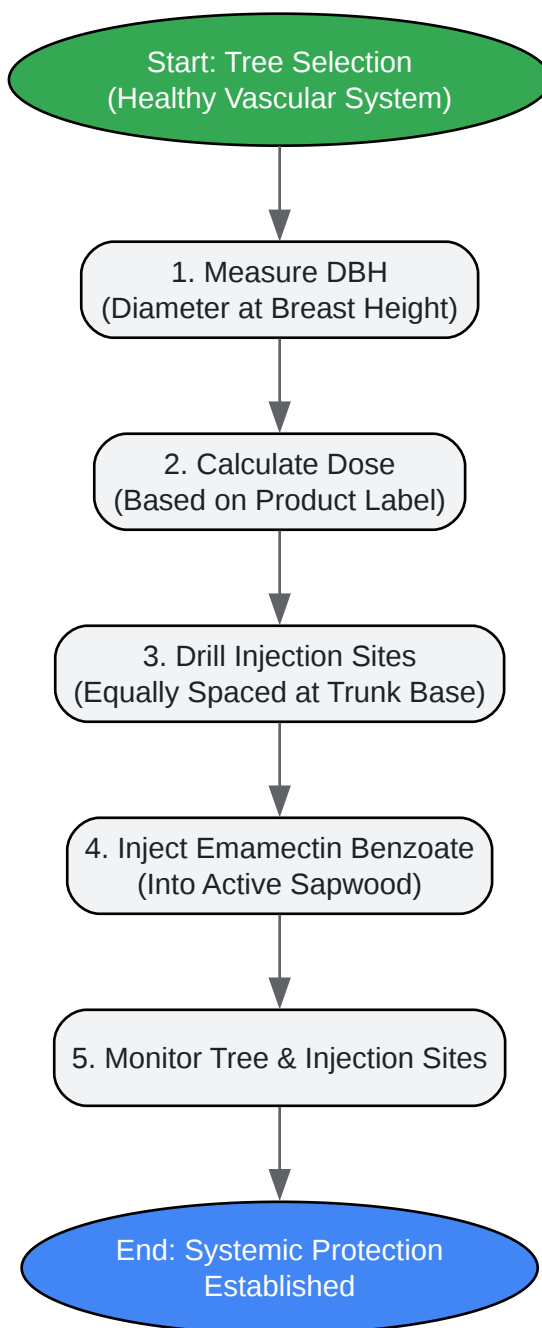 Start: Tree Selection
(Healthy Vascular System)
1. Measure DBH
(Diameter at Breast Height)
2. Calculate Dose
(Based on Product Label)
3. Drill Injection Sites
(Equally Spaced at Trunk Base)
4. Inject Emamectin Benzoate
(Into Active Sapwood)
5. Monitor Tree & Injection Sites
End: Systemic Protection
Established